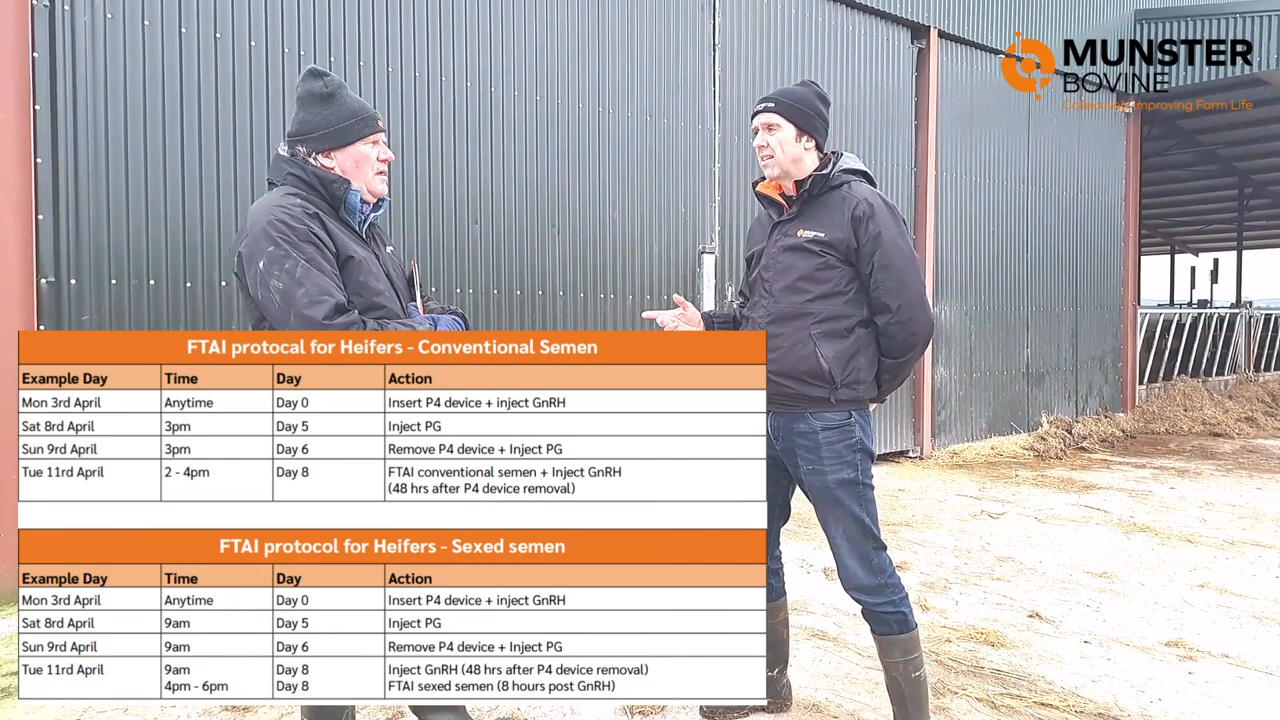 MUNSTER
BOVINE
Collectively Improving Farm Life
MUNSTER
FTAI protocal for Heifers - Conventional Semen
Example Day Time Day Action
Mon 3rd April Anytime Day 0 Insert P4 device + inject GnRH
Sat 8rd April 3pm Day 5 Inject PG
Sun 9rd April 3pm Day 6 Remove P4 device + Inject PG
Tue 11rd April 2 - 4pm Day 8 FTAI conventional semen + Inject GnRH
(48 hrs after P4 device removal)
FTAI protocol for Heifers - Sexed semen
Example Day Time Day Action
Mon 3rd April Anytime Day 0 Insert P4 device + inject GnRH
Sat 8rd April 9am Day 5 Inject PG
Sun 9rd April 9am Day 6 Remove P4 device + Inject PG
Tue 11rd April 9am Day 8 Inject GnRH (48 hrs after P4 device removal)
4pm - 6pm Day 8 FTAI sexed semen (8 hours post GnRH)